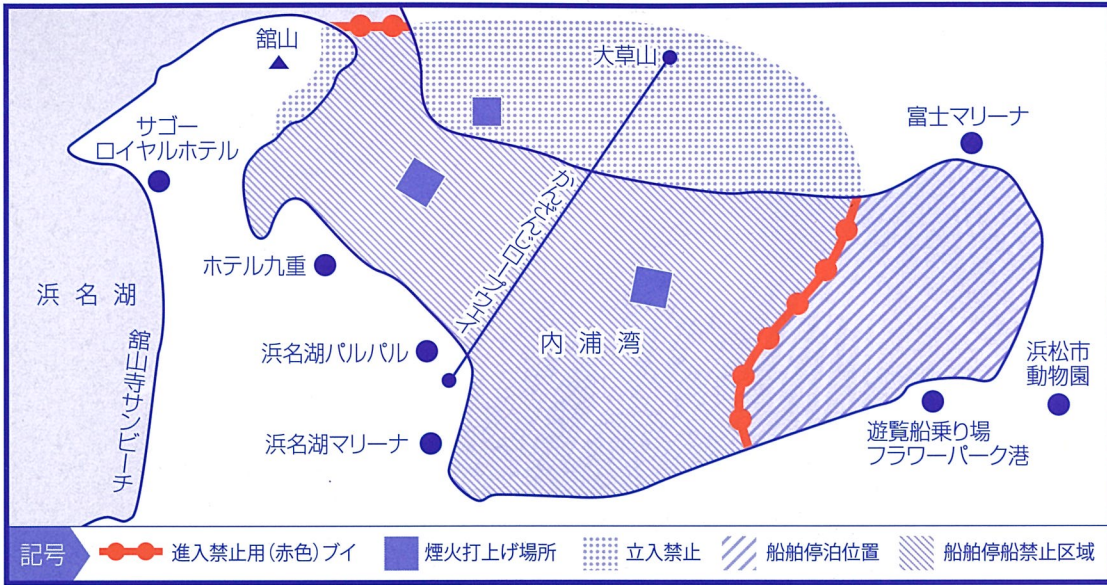 舘山
大草山
サゴー
ロイヤルホテル
富士マリーナ
かんざんじロープウェイ
ホテル九重
浜名湖
舘山寺サンビーチ
浜名湖パルパル
内浦湾
浜松市
動物園
浜名湖マリーナ
遊覧船乗り場
フラワーパーク港
記号
進入禁止用(赤色)ブイ
煙火打上げ場所
立入禁止
船舶停泊位置
船舶停船禁止区域